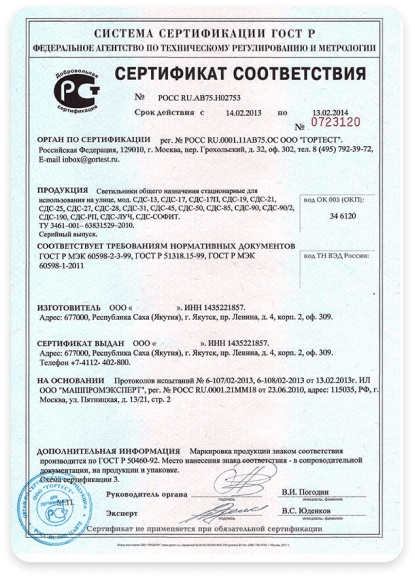 СИСТЕМА СЕРТИФИКАЦИИ ГОСТ Р
ФЕДЕРАЛЬНОЕ АГЕНТСТВО ПО ТЕХНИЧЕСКОМУ РЕГУЛИРОВАНИЮ И МЕТРОЛОГИИ
Добровольная
сертификация
СЕРТИФИКАТ СООТВЕТСТВИЯ
№ РОСС RU.АВ75.Н02753
Срок действия с 14.02.2013 по 13.02.2014
№ 0723120
ОРГАН ПО СЕРТИФИКАЦИИ рег. № РОСС RU.0001.11АВ75.ОС ООО "ГОРТЕСТ".
Российская Федерация, 129010, г. Москва, пер. Грохольский, д. 32, оф. 302, тел. 8 (495) 792-39-72,
E-mail inbox@gortest.ru.
ПРОДУКЦИЯ Светильники общего назначения стационарные для
использования на улице, мод. СДС-13, СДС-17, СДС-17П, СДС-19, СДС-21,
СДС-25, СДС-27, СДС-28, СДС-31, СДС-45, СДС-50, СДС-85, СДС-90, СДС-90/2,
СДС-190, СДС-РП, СДС-ЛУЧ, СДС-СОФИТ.
ТУ 3461-001- 63831529-2010.
Серийный выпуск.
код ОК 005 (ОКП):
34 6120
СООТВЕТСТВУЕТ ТРЕБОВАНИЯМ НОРМАТИВНЫХ ДОКУМЕНТОВ
ГОСТ Р МЭК 60598-2-3-99, ГОСТ Р 51318.15-99, ГОСТ Р МЭК
60598-1-2011
код ТН ВЭД России:
ИЗГОТОВИТЕЛЬ ООО « ». ИНН 1435221857.
Адрес: 677000, Республика Саха (Якутия), г. Якутск, пр. Ленина, д. 4, корп. 2, оф. 309.
СЕРТИФИКАТ ВЫДАН ООО « ». ИНН 1435221857.
Адрес: 677000, Республика Саха (Якутия), г. Якутск, пр. Ленина, д. 4, корп. 2, оф. 309.
Телефон +7-4112- 402-800.
НА ОСНОВАНИИ Протоколов испытаний № 6-107/02-2013, 6-108/02-2013 от 13.02.2013г. ИЛ
ООО "МАШПРОМЭКСПЕРТ", рег. № РОСС RU.0001.21ММ18 от 23.06.2010, адрес: 115035, РФ, г.
Москва, ул. Пятницкая, д. 13/21, стр. 2
ДОПОЛНИТЕЛЬНАЯ ИНФОРМАЦИЯ Маркировка продукции знаком соответствия
производится по ГОСТ Р 50460-92. Место нанесения знака соответствия - в сопроводительной
документации, на продукции и упаковке.
Схема сертификации 3.
Руководитель органа
подпись
В.И. Погодин
инициалы, фамилия
М.П.
Эксперт
подпись
В.С. Юденков
инициалы, фамилия
Сертификат не применяется при обязательной сертификации